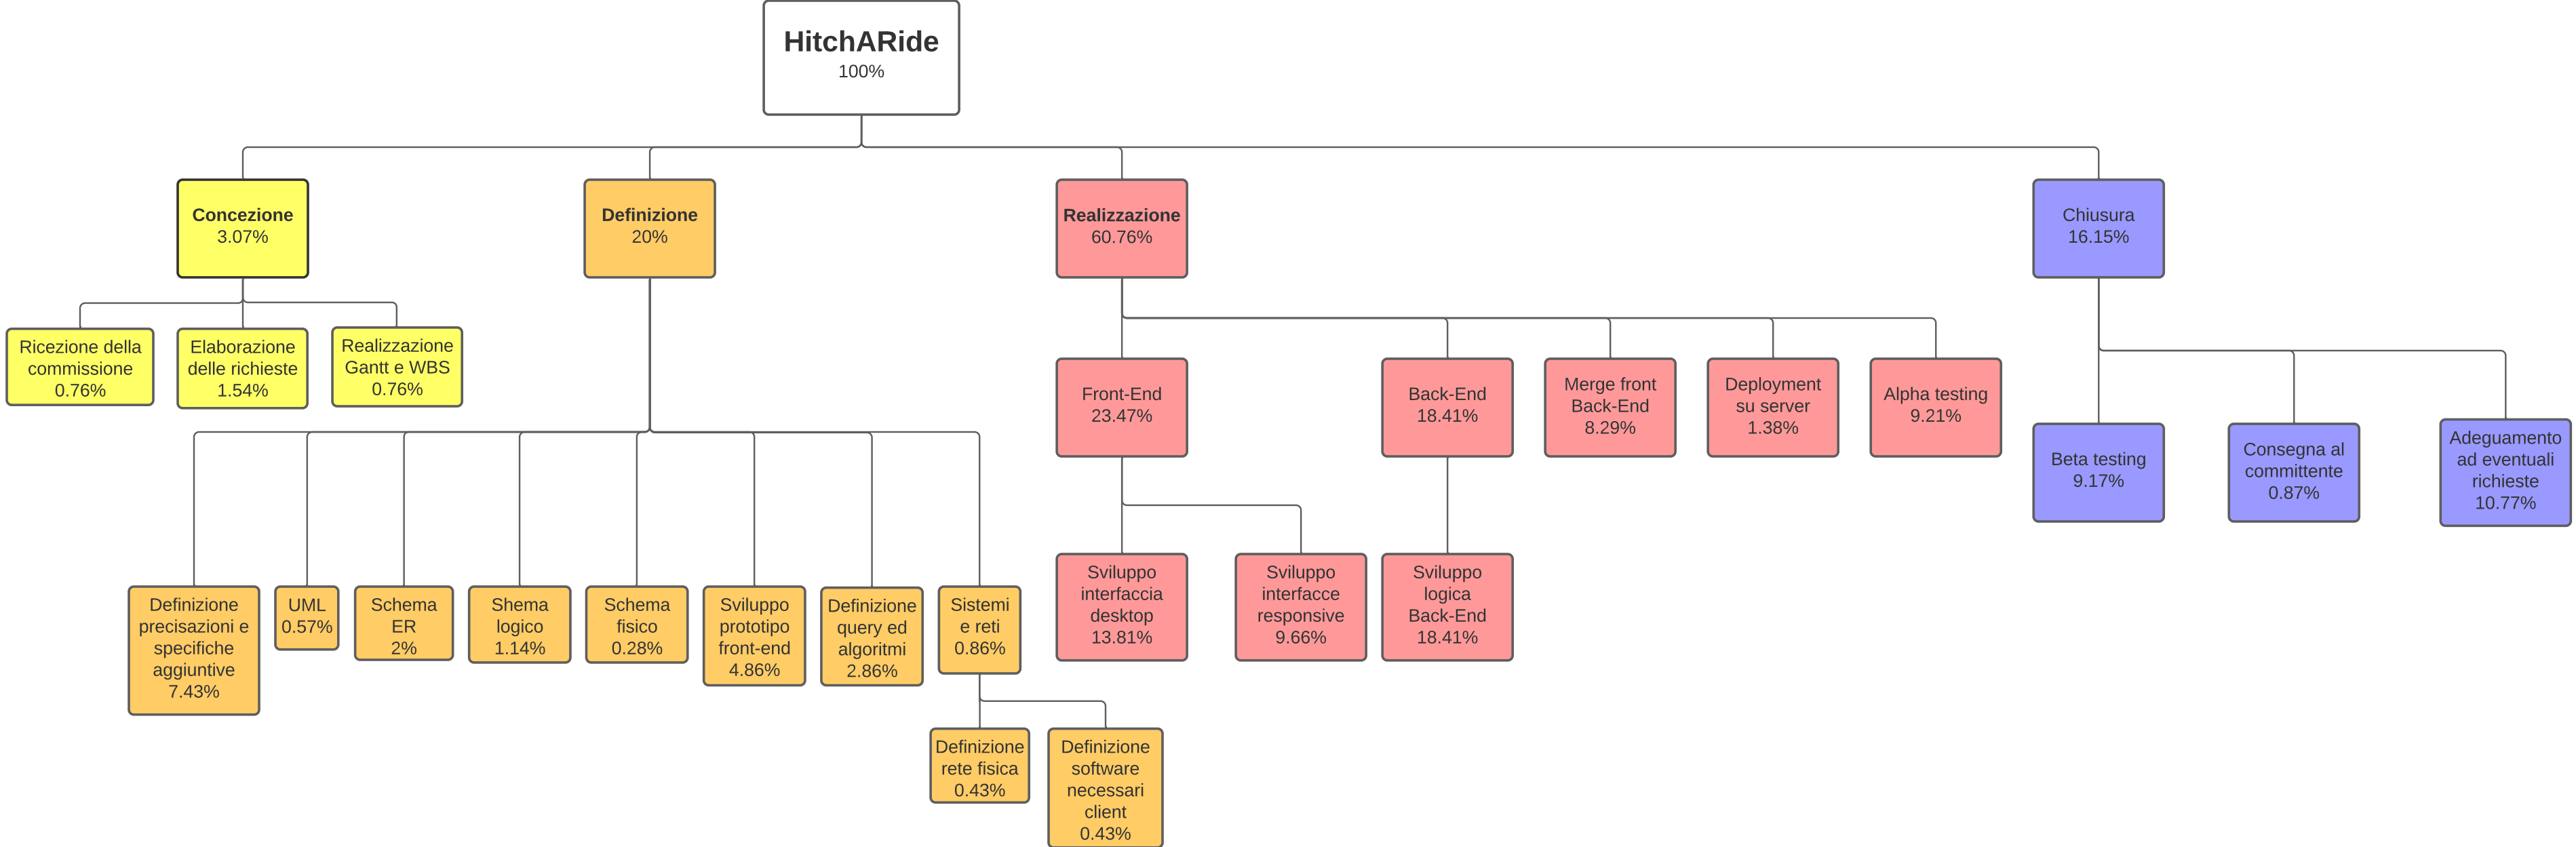 HitchARide
100%
Concezione
3.07%
Definizione
20%
Realizzazione
60.76%
Chiusura
16.15%
Ricezione della
commissione
0.76%
Elaborazione
delle richieste
1.54%
Realizzazione
Gantt e WBS
0.76%
Front-End
23.47%
Back-End
18.41%
Merge front
Back-End
8.29%
Deployment
su server
1.38%
Alpha testing
9.21%
Beta testing
9.17%
Consegna al
committente
0.87%
Adeguamento
ad eventuali
richieste
10.77%
Definizione
precisazioni e
specifiche
aggiuntive
7.43%
UML
0.57%
Schema
ER
2%
Shema
logico
1.14%
Schema
fisico
0.28%
Sviluppo
prototipo
front-end
4.86%
Definizione
query ed
algoritmi
2.86%
Sistemi
e reti
0.86%
Sviluppo
interfaccia
desktop
13.81%
Sviluppo
interfacce
responsive
9.66%
Sviluppo
logica
Back-End
18.41%
Definizione
rete fisica
0.43%
Definizione
software
necessari
client
0.43%